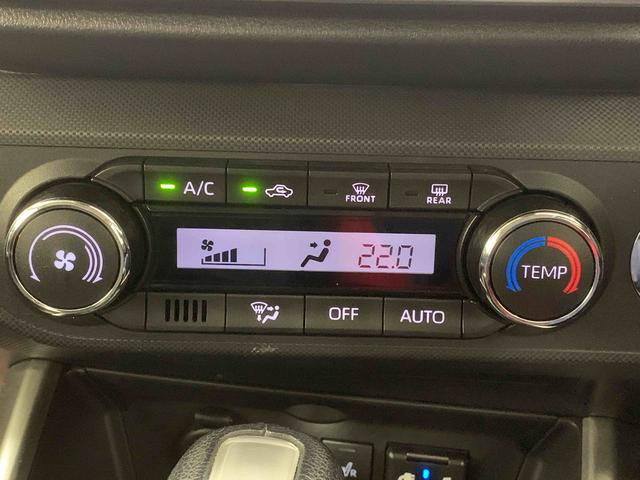 A/C
FRONT
REAR
22.0
TEMP
OFF
AUTO